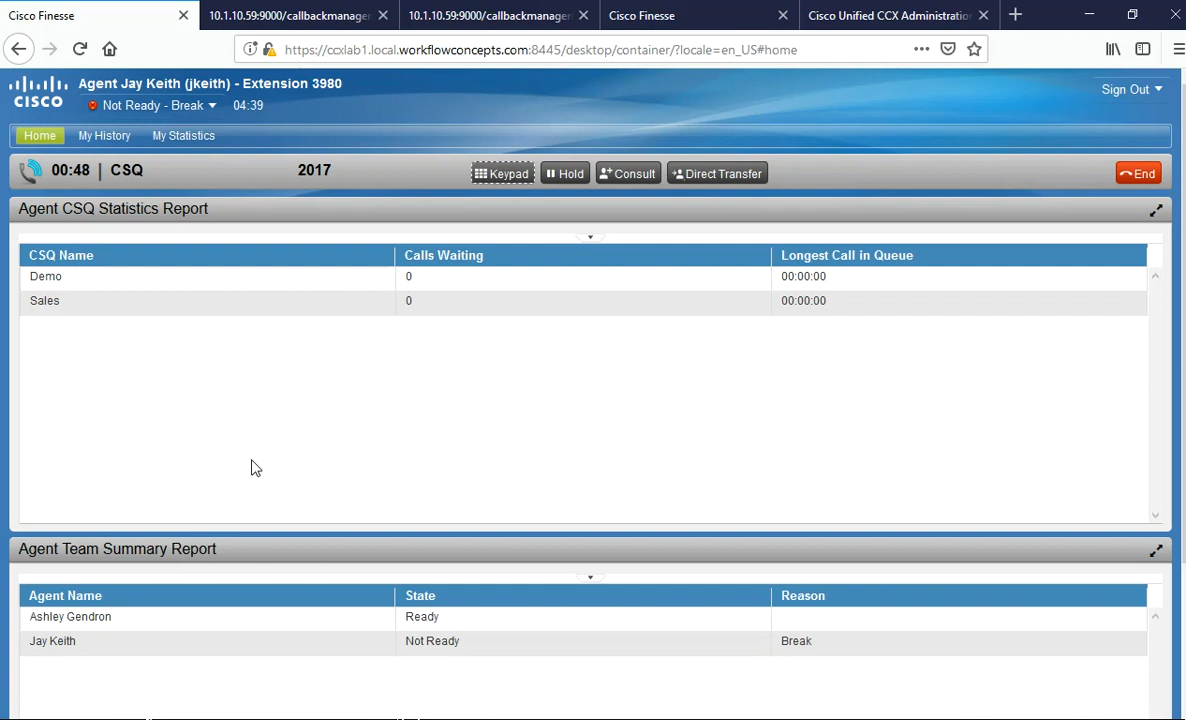 Cisco Finesse
10.1.10.59:9000/callbackmanager
10.1.10.59:9000/callbackmanager
Cisco Finesse
Cisco Unified CCX Administration
https://ccxlab1.local.workflowconcepts.com:8445/desktop/container/?locale=en_US#home
CISCO
Agent Jay Keith (jkeith) - Extension 3980
Not Ready - Break 04:39
Sign Out
Home My History My Statistics
00:48 | CSQ 2017 Keypad Hold Consult Direct Transfer End
Agent CSQ Statistics Report
CSQ Name Calls Waiting Longest Call in Queue
Demo 0 00:00:00
Sales 0 00:00:00
Agent Team Summary Report
Agent Name State Reason
Ashley Gendron Ready
Jay Keith Not Ready Break